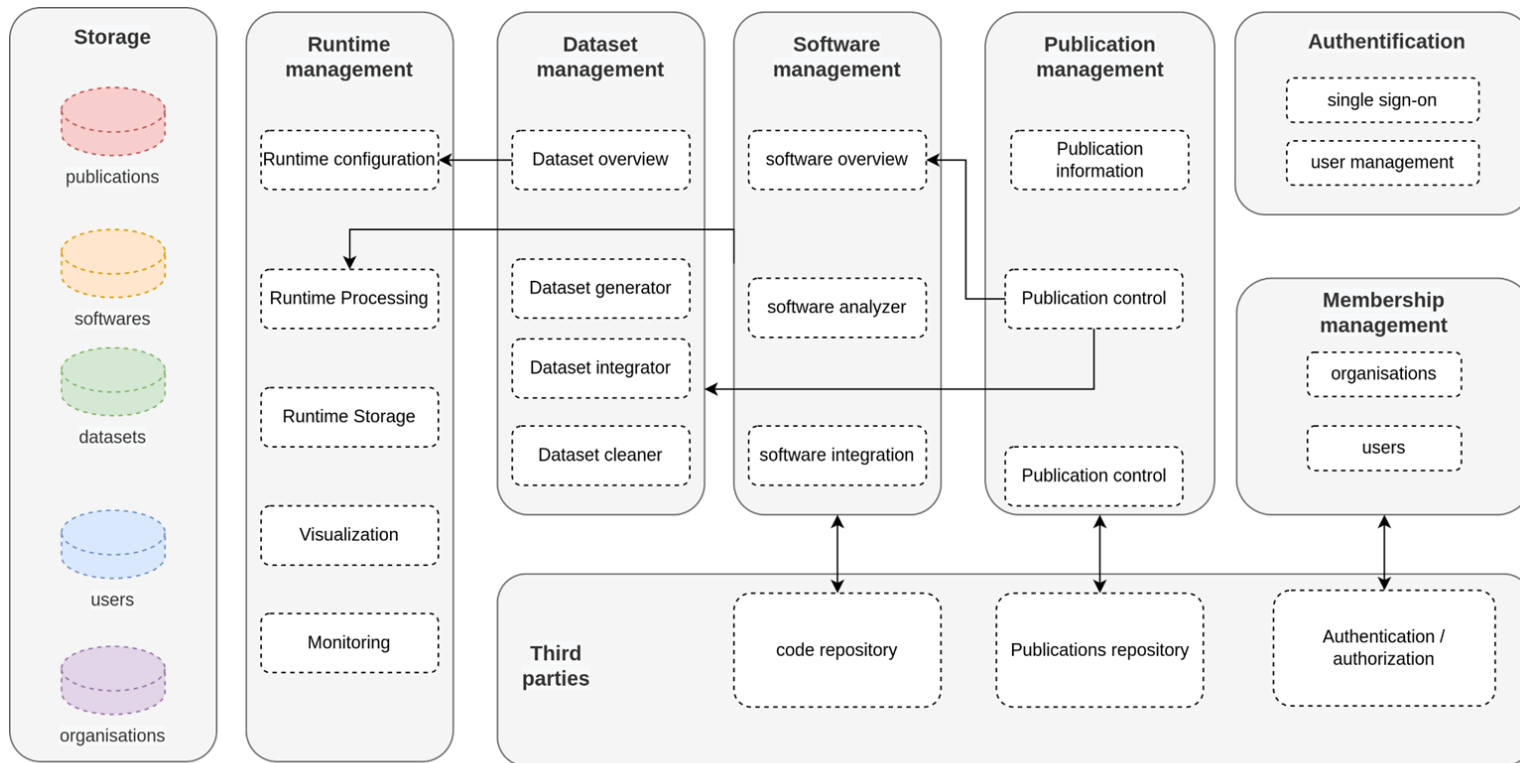 Storage
publications
softwares
datasets
users
organisations
Runtime
management
Runtime configuration
Runtime Processing
Runtime Storage
Visualization
Monitoring
Dataset
management
Dataset overview
Dataset generator
Dataset integrator
Dataset cleaner
Software
management
software overview
software analyzer
software integration
Publication
management
Publication
information
Publication control
Publication control
Authentification
single sign-on
user management
Membership
management
organisations
users
Third
parties
code repository
Publications repository
Authentication /
authorization